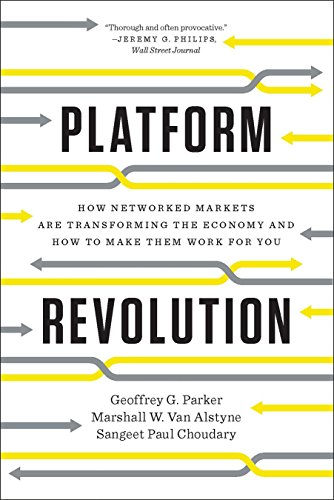 "Thorough and often provocative."
—JEREMY G. PHILIPS,
Wall Street Journal
PLATFORM
HOW NETWORKED MARKETS
ARE TRANSFORMING THE ECONOMY AND
HOW TO MAKE THEM WORK FOR YOU
REVOLUTION
Geoffrey G. Parker
Marshall W. Van Alstyne
Sangeet Paul Choudary